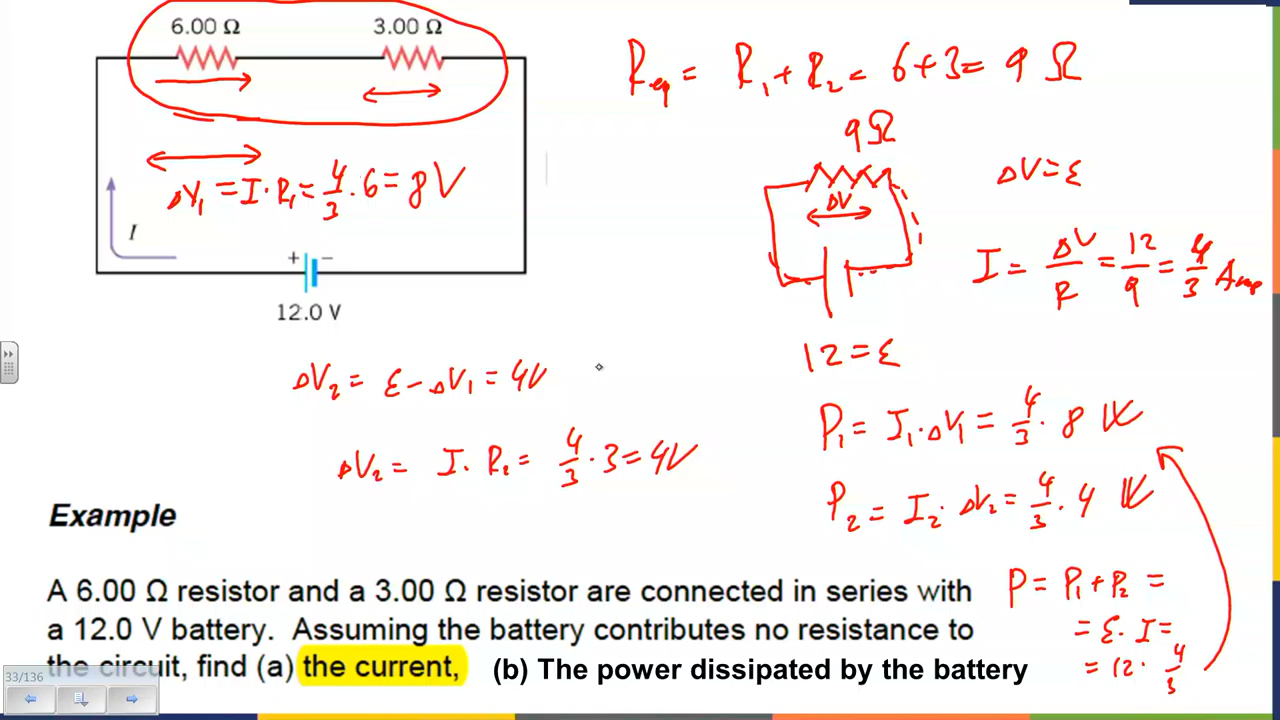 6.00 Ω 3.00 Ω
R_eq = R₁ + R₂ = 6 + 3 = 9 Ω
9 Ω
ΔV = ε
ΔV
ΔV₁ = I · R₁ = 4/3 · 6 = 8 V
I
+ −
12.0 V
I = ΔV/R = 12/9 = 4/3 Amp
12 = ε
ΔV₂ = ε − ΔV₁ = 4V
P₁ = I₁ · ΔV₁ = 4/3 · 8 W
ΔV₂ = I · R₂ = 4/3 · 3 = 4V
P₂ = I₂ · ΔV₂ = 4/3 · 4 W
Example
A 6.00 Ω resistor and a 3.00 Ω resistor are connected in series with
a 12.0 V battery. Assuming the battery contributes no resistance to
the circuit, find (a) the current, (b) The power dissipated by the battery
P = P₁ + P₂ =
= ε · I =
= 12 · 4/3
33/136